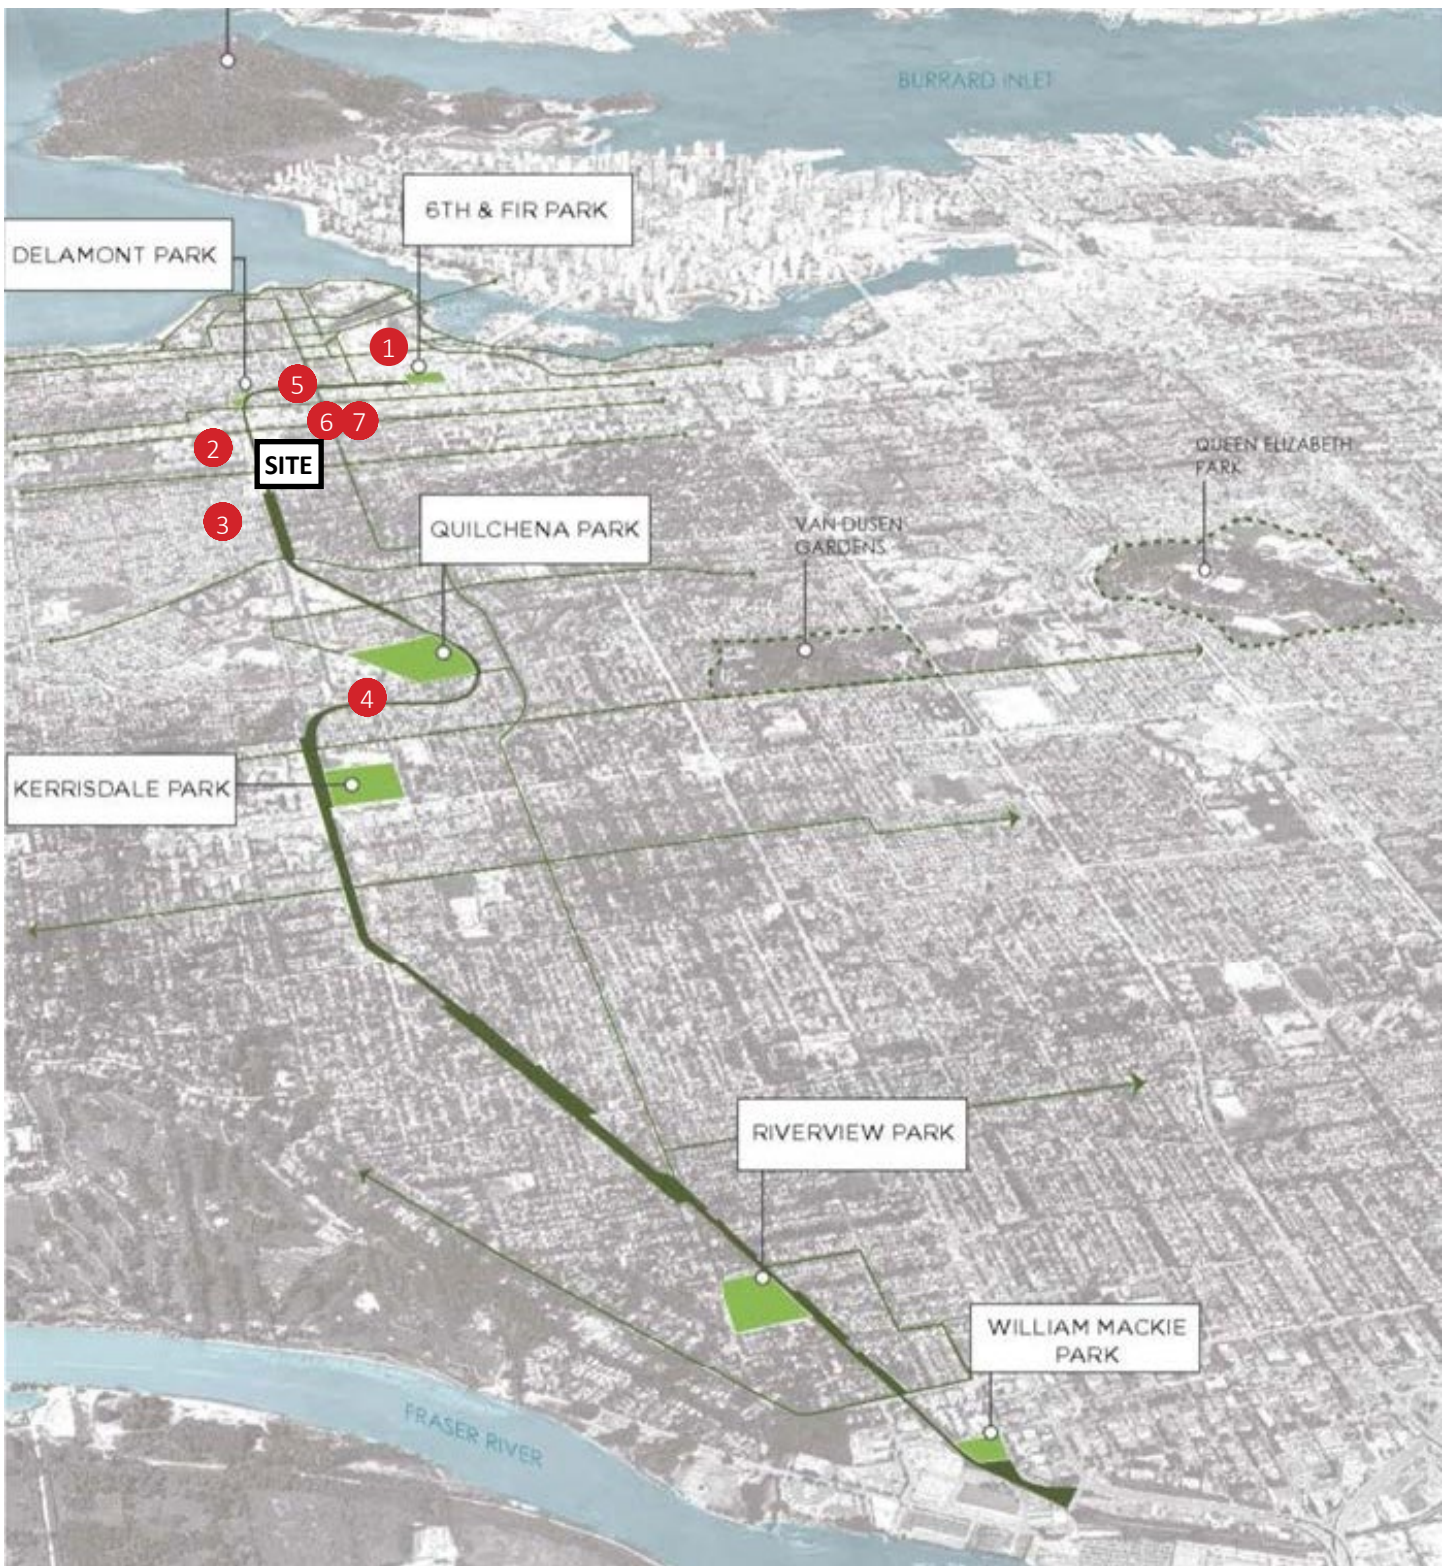 BURRARD INLET
6TH & FIR PARK
DELAMONT PARK
1
5
6
7
2
SITE
QUEEN ELIZABETH
PARK
3
QUILCHENA PARK
VAN DUSEN
GARDENS
4
KERRISDALE PARK
RIVERVIEW PARK
WILLIAM MACKIE
PARK
FRASER RIVER